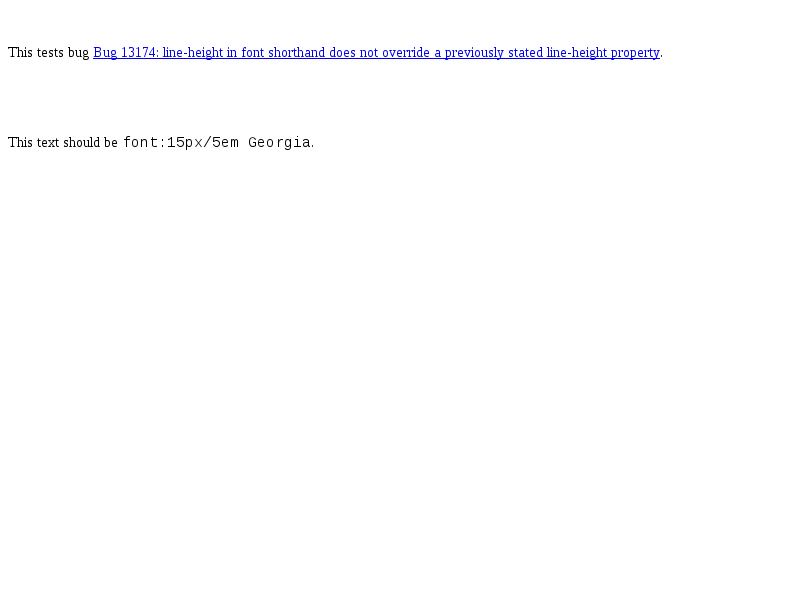 This tests bug Bug 13174: line-height in font shorthand does not override a previously stated line-height property.
This text should be font:15px/5em Georgia.